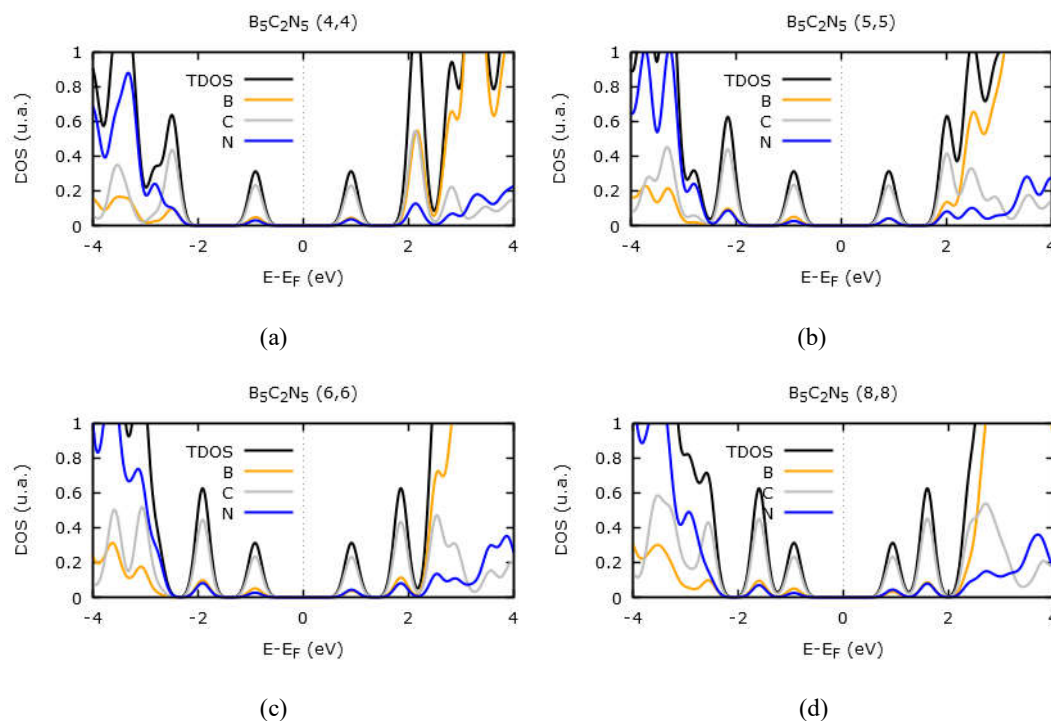 B5C2N5 (4,4)
DOS (u.a.)
1
0.8
0.6
0.4
0.2
0
TDOS
B
C
N
-4 -2 0 2 4
E-EF (eV)
(a)
B5C2N5 (5,5)
DOS (u.a.)
1
0.8
0.6
0.4
0.2
0
TDOS
B
C
N
-4 -2 0 2 4
E-EF (eV)
(b)
B5C2N5 (6,6)
DOS (u.a.)
1
0.8
0.6
0.4
0.2
0
TDOS
B
C
N
-4 -2 0 2 4
E-EF (eV)
(c)
B5C2N5 (8,8)
DOS (u.a.)
1
0.8
0.6
0.4
0.2
0
TDOS
B
C
N
-4 -2 0 2 4
E-EF (eV)
(d)